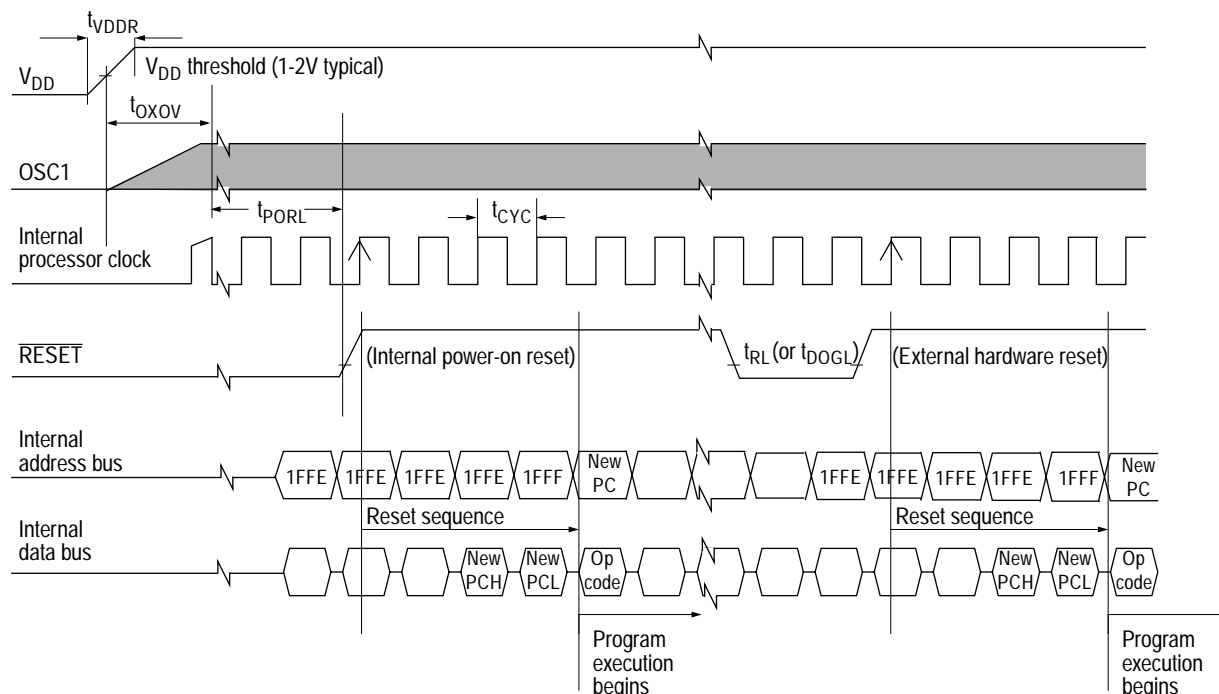 tVDDR
VDD
VDD threshold (1-2V typical)
tOXOV
OSC1
tPORL
tCYC
Internal
processor clock
RESET
(Internal power-on reset)
tRL (or tDOGL)
(External hardware reset)
Internal
address bus
1FFE 1FFE 1FFE 1FFE 1FFF New PC 1FFE 1FFE 1FFE 1FFE 1FFF New PC
Reset sequence
Reset sequence
Internal
data bus
New PCH New PCL Op code New PCH New PCL Op code
Program
execution
begins
Program
execution
begins